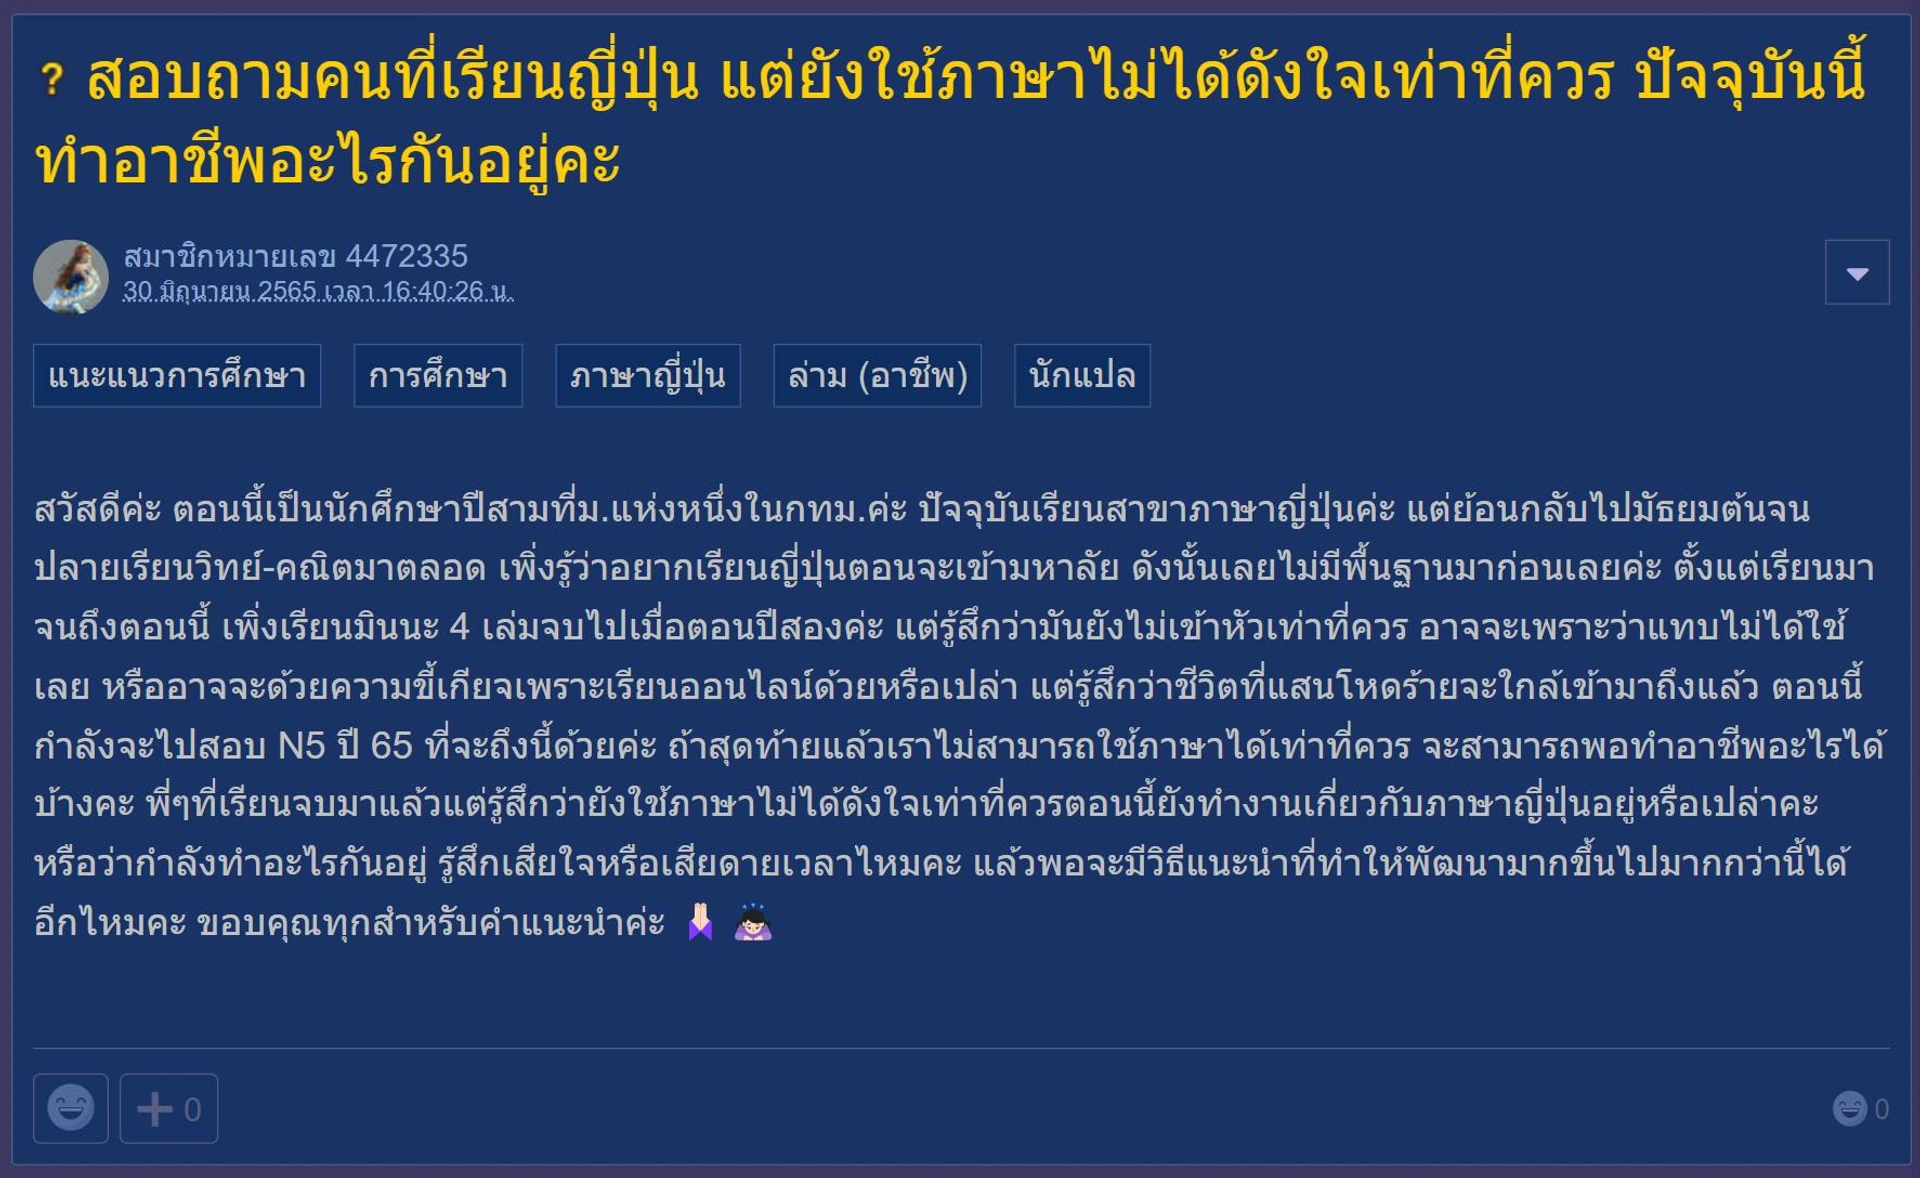 ? สอบถามคนที่เรียนญี่ปุ่น แต่ยังใช้ภาษาไม่ได้ดังใจเท่าที่ควร ปัจจุบันนี้
ทำอาชีพอะไรกันอยู่คะ
สมาชิกหมายเลข 4472335
30 มิถุนายน 2565 เวลา 16:40:26 น.
แนะแนวการศึกษา การศึกษา ภาษาญี่ปุ่น ล่าม (อาชีพ) นักแปล
สวัสดีค่ะ ตอนนี้เป็นนักศึกษาปีสามที่ม.แห่งหนึ่งในกทม.ค่ะ ปัจจุบันเรียนสาขาภาษาญี่ปุ่นค่ะ แต่ย้อนกลับไปมัธยมต้นจน
ปลายเรียนวิทย์-คณิตมาตลอด เพิ่งรู้ว่าอยากเรียนญี่ปุ่นตอนจะเข้ามหาลัย ดังนั้นเลยไม่มีพื้นฐานมาก่อนเลยค่ะ ตั้งแต่เรียนมา
จนถึงตอนนี้ เพิ่งเรียนมินนะ 4 เล่มจบไปเมื่อตอนปีสองค่ะ แต่รู้สึกว่ามันยังไม่เข้าหัวเท่าที่ควร อาจจะเพราะว่าแทบไม่ได้ใช้
เลย หรืออาจจะด้วยความขี้เกียจเพราะเรียนออนไลน์ด้วยหรือเปล่า แต่รู้สึกว่าชีวิตที่แสนโหดร้ายจะใกล้เข้ามาถึงแล้ว ตอนนี้
กำลังจะไปสอบ N5 ปี 65 ที่จะถึงนี้ด้วยค่ะ ถ้าสุดท้ายแล้วเราไม่สามารถใช้ภาษาได้เท่าที่ควร จะสามารถพอทำอาชีพอะไรได้
บ้างคะ พี่ๆที่เรียนจบมาแล้วแต่รู้สึกว่ายังใช้ภาษาไม่ได้ดังใจเท่าที่ควรตอนนี้ยังทำงานเกี่ยวกับภาษาญี่ปุ่นอยู่หรือเปล่าคะ
หรือว่ากำลังทำอะไรกันอยู่ รู้สึกเสียใจหรือเสียดายเวลาไหมคะ แล้วพอจะมีวิธีแนะนำที่ทำให้พัฒนามากขึ้นไปมากกว่านี้ได้
อีกไหมคะ ขอบคุณทุกสำหรับคำแนะนำค่ะ
0
0